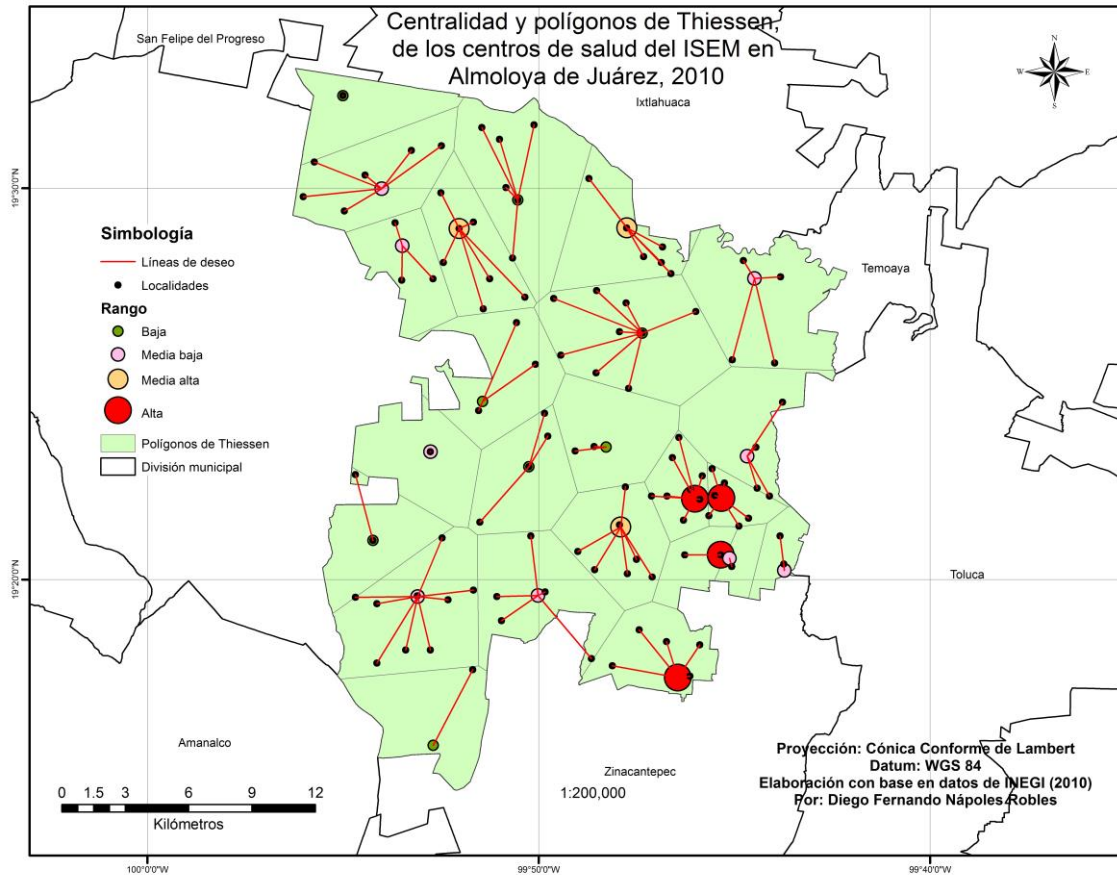 Centralidad y polígonos de Thiessen,
de los centros de salud del ISEM en
Almoloya de Juárez, 2010
San Felipe del Progreso
Ixtlahuaca
N
W
E
S
19°30'0"N
Simbología
Líneas de deseo
Localidades
Rango
Baja
Media baja
Media alta
Alta
Polígonos de Thiessen
División municipal
Temoaya
19°20'0"N
Toluca
Amanalco
Zinacantepec
Proyección: Cónica Conforme de Lambert
Datum: WGS 84
Elaboración con base en datos de INEGI (2010)
Por: Diego Fernando Nápoles Robles
0 1.5 3 6 9 12
Kilómetros
1:200,000
100°0'0"W
99°50'0"W
99°40'0"W